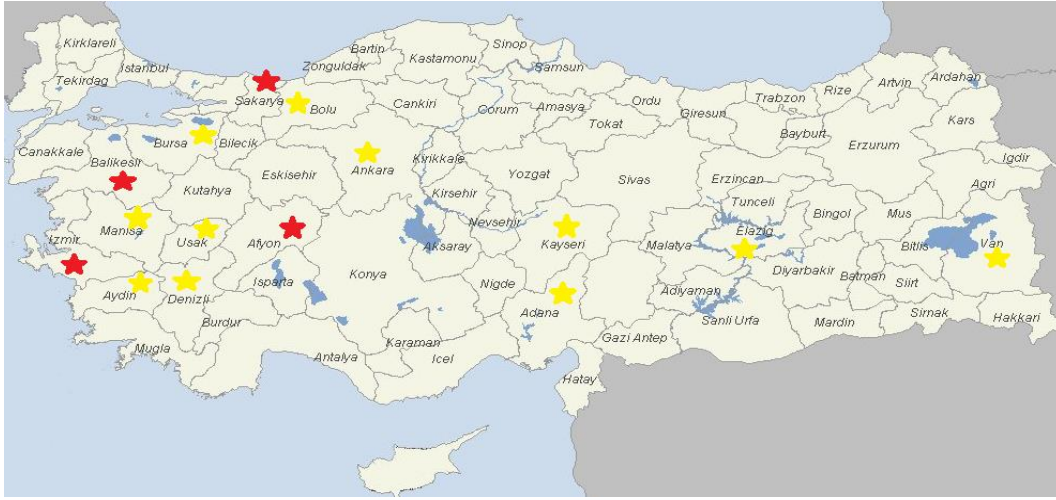 Kirklareli
Tekirdag
Istanbul
Sakarya
Zonguldak
Bartin
Kastamonu
Sinop
Samsun
Bolu
Cankiri
Corum
Amasya
Ordu
Tokat
Giresun
Trabzon
Rize
Artvin
Ardahan
Kars
Bayburt
Erzurum
Igdir
Agri
Canakkale
Balikesir
Bursa
Bilecik
Eskisehir
Ankara
Kirikkale
Kirsehir
Yozgat
Sivas
Erzincan
Tunceli
Bingol
Mus
Kutahya
Manisa
Usak
Afyon
Izmir
Nevsehir
Aksaray
Kayseri
Malatya
Elazig
Bitlis
Van
Diyarbakir
Batman
Siirt
Aydin
Denizli
Isparta
Konya
Nigde
Adana
Adiyaman
Sanli Urfa
Mardin
Sirnak
Hakkari
Burdur
Mugla
Antalya
Karaman
Icel
Gazi Antep
Hatay